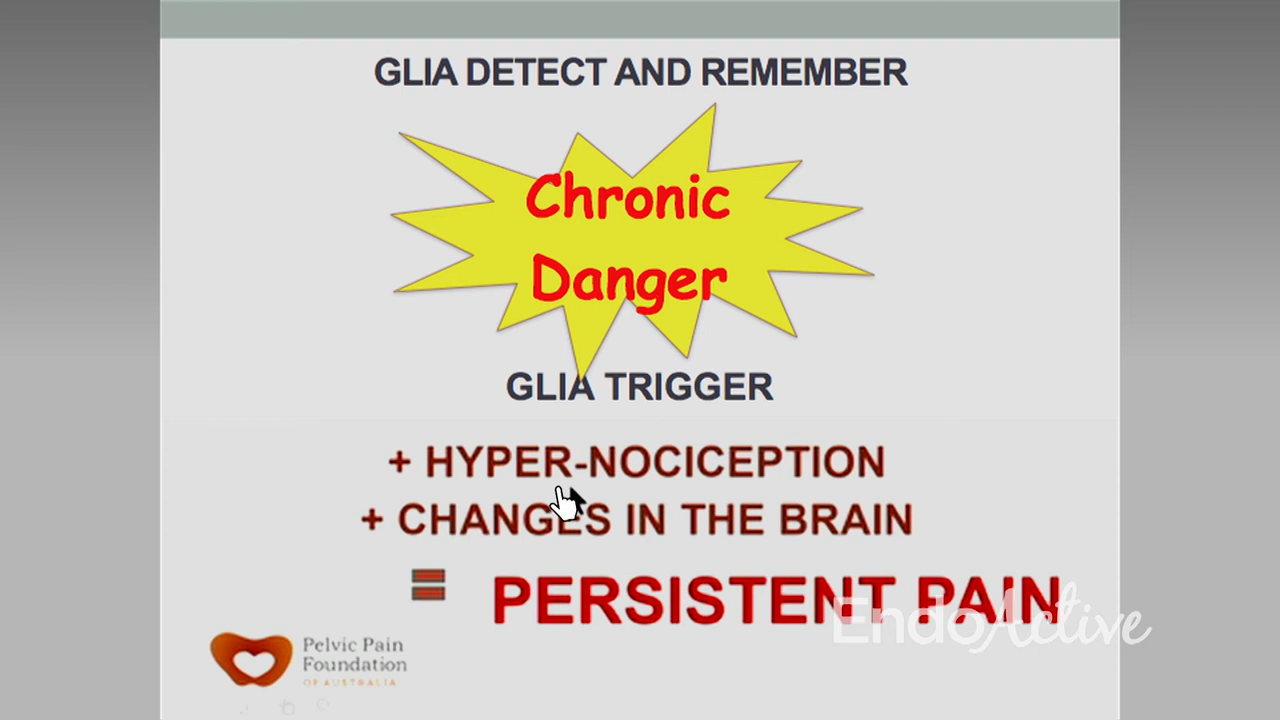 GLIA DETECT AND REMEMBER
Chronic
Danger
GLIA TRIGGER
+ HYPER-NOCICEPTION
+ CHANGES IN THE BRAIN
= PERSISTENT PAIN
EndoActive
Pelvic Pain
Foundation
OF AUSTRALIA